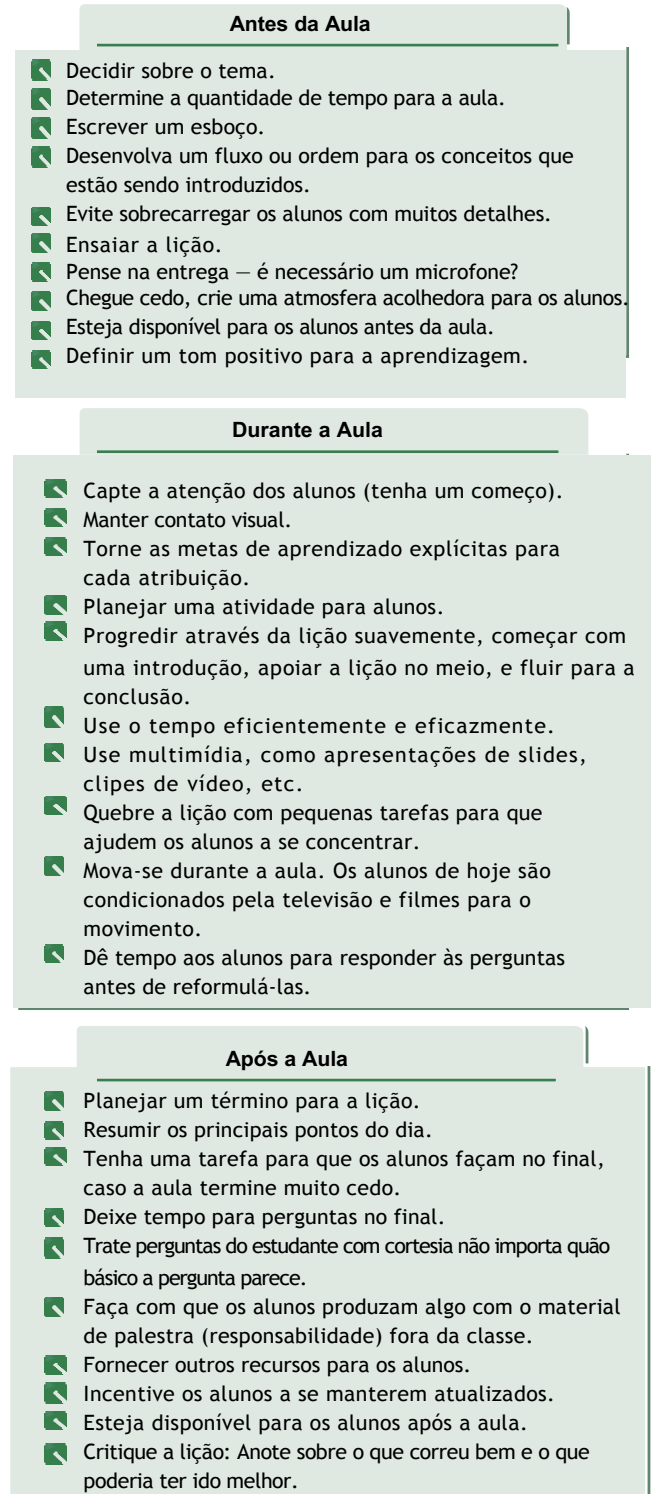 Antes da Aula
Decidir sobre o tema.
Determine a quantidade de tempo para a aula.
Escrever um esboço.
Desenvolva um fluxo ou ordem para os conceitos que
estão sendo introduzidos.
Evite sobrecarregar os alunos com muitos detalhes.
Ensaiar a lição.
Pense na entrega — é necessário um microfone?
Chegue cedo, crie uma atmosfera acolhedora para os alunos.
Esteja disponível para os alunos antes da aula.
Definir um tom positivo para a aprendizagem.
Durante a Aula
Capte a atenção dos alunos (tenha um começo).
Manter contato visual.
Torne as metas de aprendizado explícitas para
cada atribuição.
Planejar uma atividade para alunos.
Progredir através da lição suavemente, começar com
uma introdução, apoiar a lição no meio, e fluir para a
conclusão.
Use o tempo eficientemente e eficazmente.
Use multimídia, como apresentações de slides,
clipes de vídeo, etc.
Quebre a lição com pequenas tarefas para que
ajudem os alunos a se concentrar.
Mova-se durante a aula. Os alunos de hoje são
condicionados pela televisão e filmes para o
movimento.
Dê tempo aos alunos para responder às perguntas
antes de reformulá-las.
Após a Aula
Planejar um término para a lição.
Resumir os principais pontos do dia.
Tenha uma tarefa para que os alunos façam no final,
caso a aula termine muito cedo.
Deixe tempo para perguntas no final.
Trate perguntas do estudante com cortesia não importa quão
básico a pergunta parece.
Faça com que os alunos produzam algo com o material
de palestra (responsabilidade) fora da classe.
Fornecer outros recursos para os alunos.
Incentive os alunos a se manterem atualizados.
Esteja disponível para os alunos após a aula.
Critique a lição: Anote sobre o que correu bem e o que
poderia ter ido melhor.